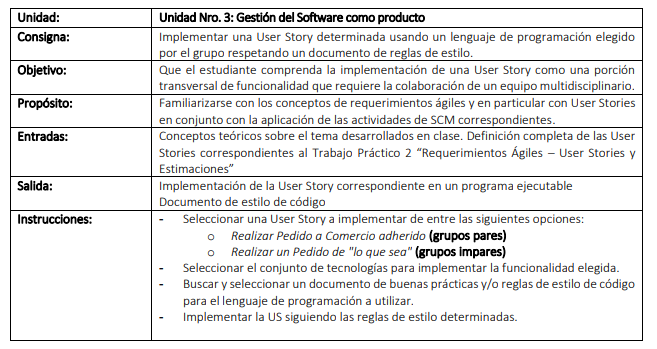 Unidad: Unidad Nro. 3: Gestión del Software como producto
Consigna: Implementar una User Story determinada usando un lenguaje de programación elegido
por el grupo respetando un documento de reglas de estilo.
Objetivo: Que el estudiante comprenda la implementación de una User Story como una porción
transversal de funcionalidad que requiere la colaboración de un equipo multidisciplinario.
Propósito: Familiarizarse con los conceptos de requerimientos ágiles y en particular con User Stories
en conjunto con la aplicación de las actividades de SCM correspondientes.
Entradas: Conceptos teóricos sobre el tema desarrollados en clase. Definición completa de las User
Stories correspondientes al Trabajo Práctico 2 “Requerimientos Ágiles – User Stories y
Estimaciones”
Salida: Implementación de la User Story correspondiente en un programa ejecutable
Documento de estilo de código
Instrucciones: - Seleccionar una User Story a implementar de entre las siguientes opciones:
o Realizar Pedido a Comercio adherido (grupos pares)
o Realizar un Pedido de "lo que sea" (grupos impares)
- Seleccionar el conjunto de tecnologías para implementar la funcionalidad elegida.
- Buscar y seleccionar un documento de buenas prácticas y/o reglas de estilo de código
para el lenguaje de programación a utilizar.
- Implementar la US siguiendo las reglas de estilo determinadas.